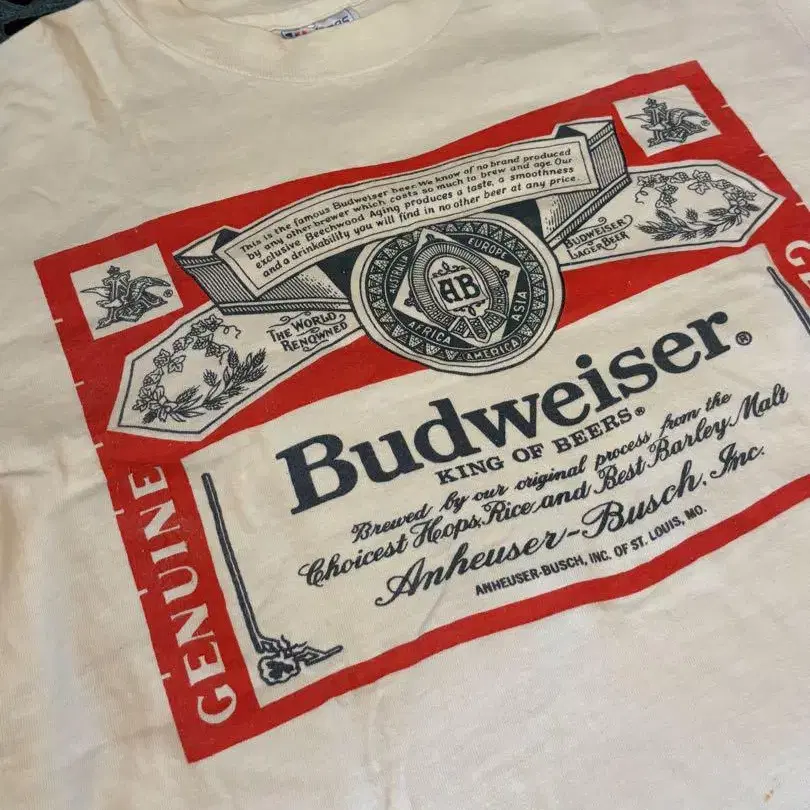 This is the famous Budweiser beer. We know of no brand produced
by any other brewer which costs so much to brew and age. Our
exclusive Beechwood Aging produces a taste, a smoothness
and a drinkability you will find in no other beer at any price.
BUDWEISER
LAGER BEER
THE WORLD
RENOWNED
EUROPE
AUSTRALIA
ASIA
AFRICA
AMERICA
AB
Budweiser®
KING OF BEERS®
Brewed by our original process from the
Choicest Hops, Rice and Best Barley Malt
Anheuser-Busch, Inc.
ANHEUSER-BUSCH, INC. OF ST. LOUIS, MO.
GENUINE